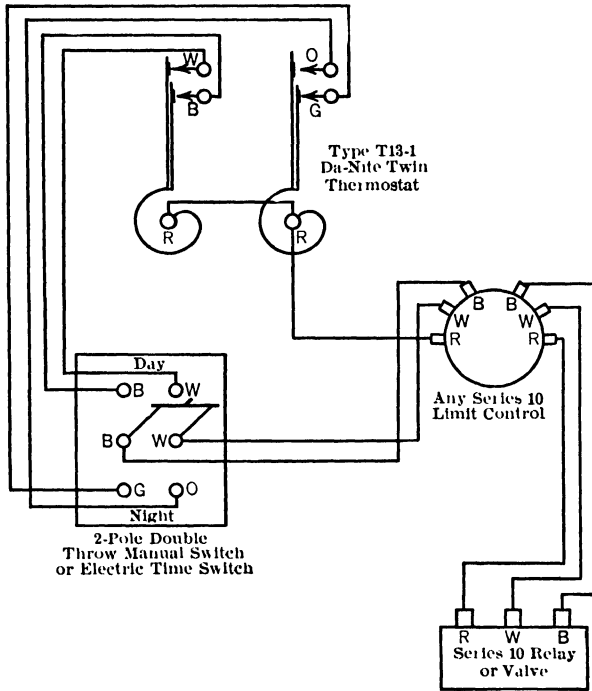 W
O
B
G
Type T13-1
Da-Nite Twin
Thermostat
R
R
B
B
W
W
R
R
Any Series 10
Limit Control
Day
B
W
B
W
G
O
Night
2-Pole Double
Throw Manual Switch
or Electric Time Switch
R
W
B
Series 10 Relay
or Valve